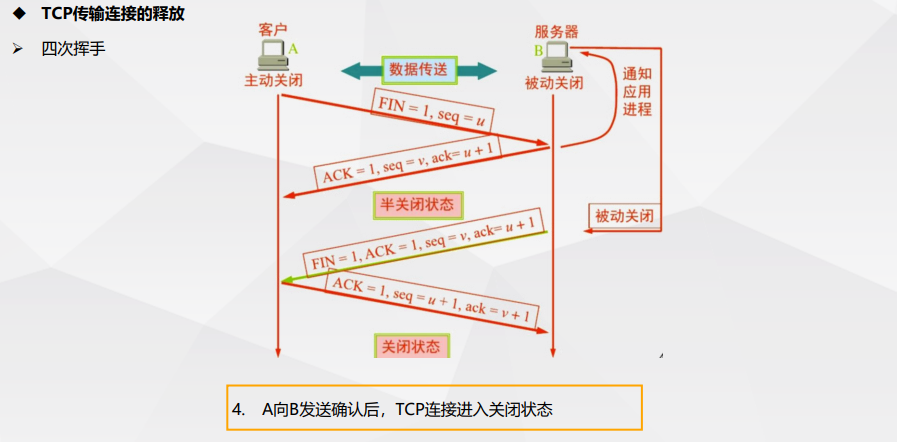 ◆ TCP传输连接的释放
➢ 四次挥手
客户
A
主动关闭
数据传送
服务器
B
被动关闭
通知
应用
进程
FIN = 1, seq = u
ACK = 1, seq = v, ack= u + 1
半关闭状态
被动关闭
FIN = 1, ACK = 1, seq = v, ack= u + 1
ACK = 1, seq = u + 1, ack = v + 1
关闭状态
4. A向B发送确认后，TCP连接进入关闭状态